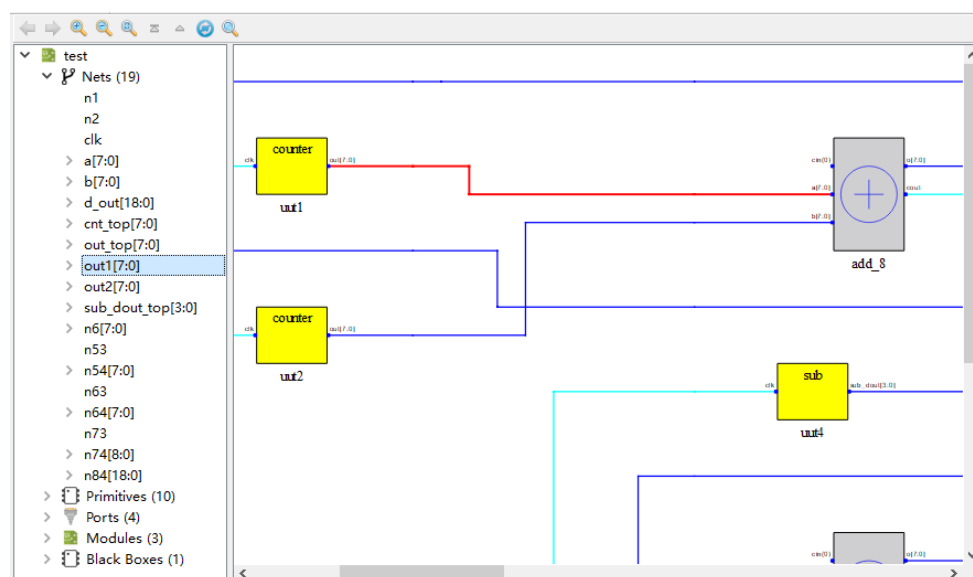 test
Nets (19)
n1
n2
clk
a[7:0]
b[7:0]
d_out[18:0]
cnt_top[7:0]
out_top[7:0]
out1[7:0]
out2[7:0]
sub_dout_top[3:0]
n6[7:0]
n53
n54[7:0]
n63
n64[7:0]
n73
n74[8:0]
n84[18:0]
Primitives (10)
Ports (4)
Modules (3)
Black Boxes (1)
counter
clk
out[7:0]
uut1
cin(0)
o[7:0]
a[7:0]
cout
b[7:0]
add_8
counter
clk
out[7:0]
uut2
sub
clk
sub_dout[3:0]
uut4
cin(0)
o[7:0]